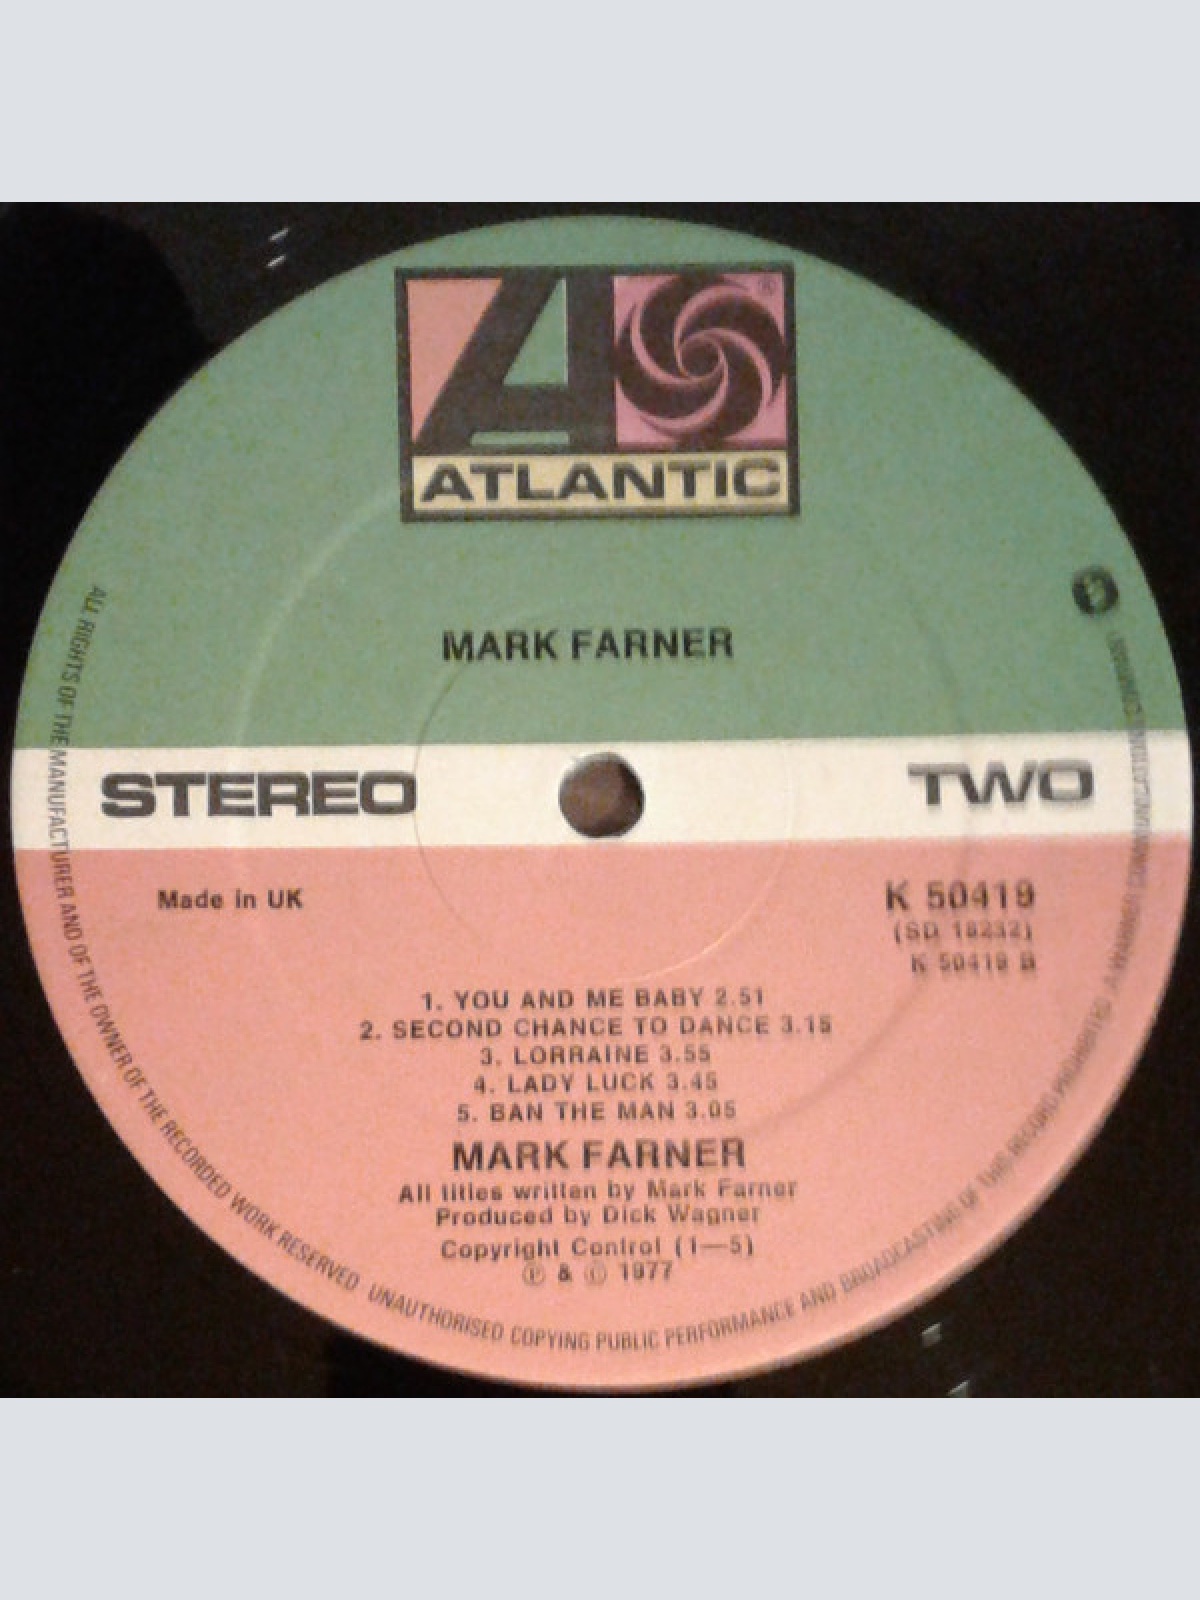 ATLANTIC
®
MARK FARNER
STEREO
TWO
Made in UK
K 50419
(SD 18232)
K 50419 B
1. YOU AND ME BABY 2.51
2. SECOND CHANCE TO DANCE 3.15
3. LORRAINE 3.55
4. LADY LUCK 3.45
5. BAN THE MAN 3.05
MARK FARNER
All titles written by Mark Farner
Produced by Dick Wagner
Copyright Control (1—5)
Ⓟ & © 1977
ALL RIGHTS OF THE MANUFACTURER AND OF THE OWNER OF THE RECORDED WORK RESERVED UNAUTHORISED COPYING PUBLIC PERFORMANCE AND BROADCASTING OF THIS RECORD PROHIBITED A WARNER COMMUNICATIONS